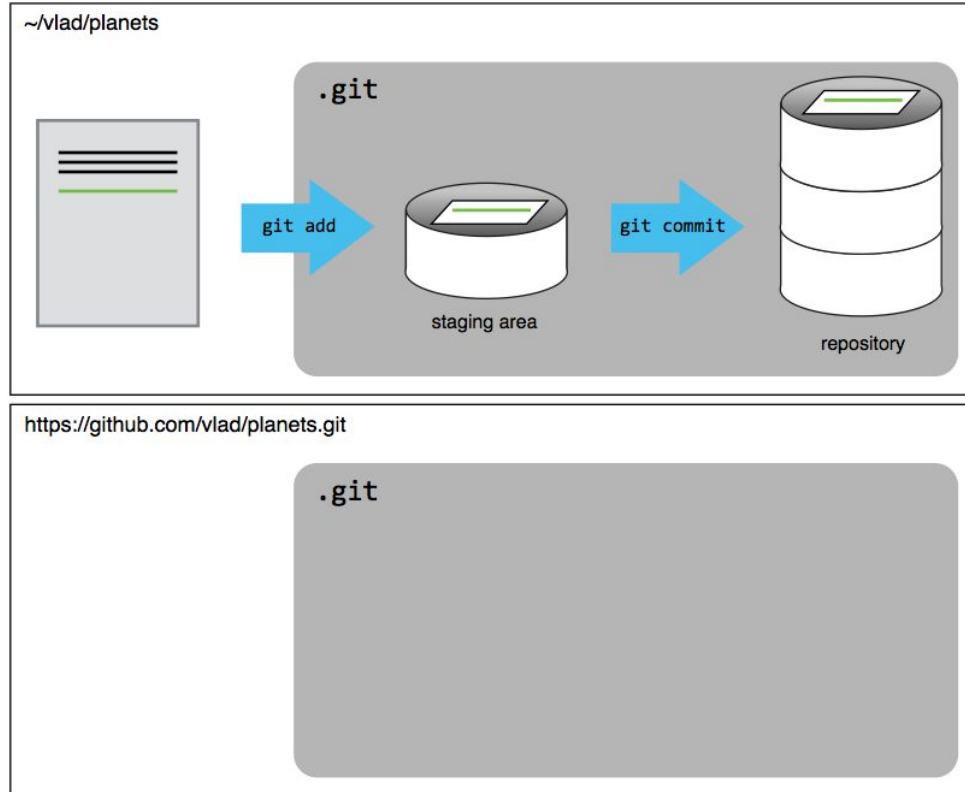 ~/vlad/planets
.git
git add
git commit
staging area
repository
https://github.com/vlad/planets.git
.git